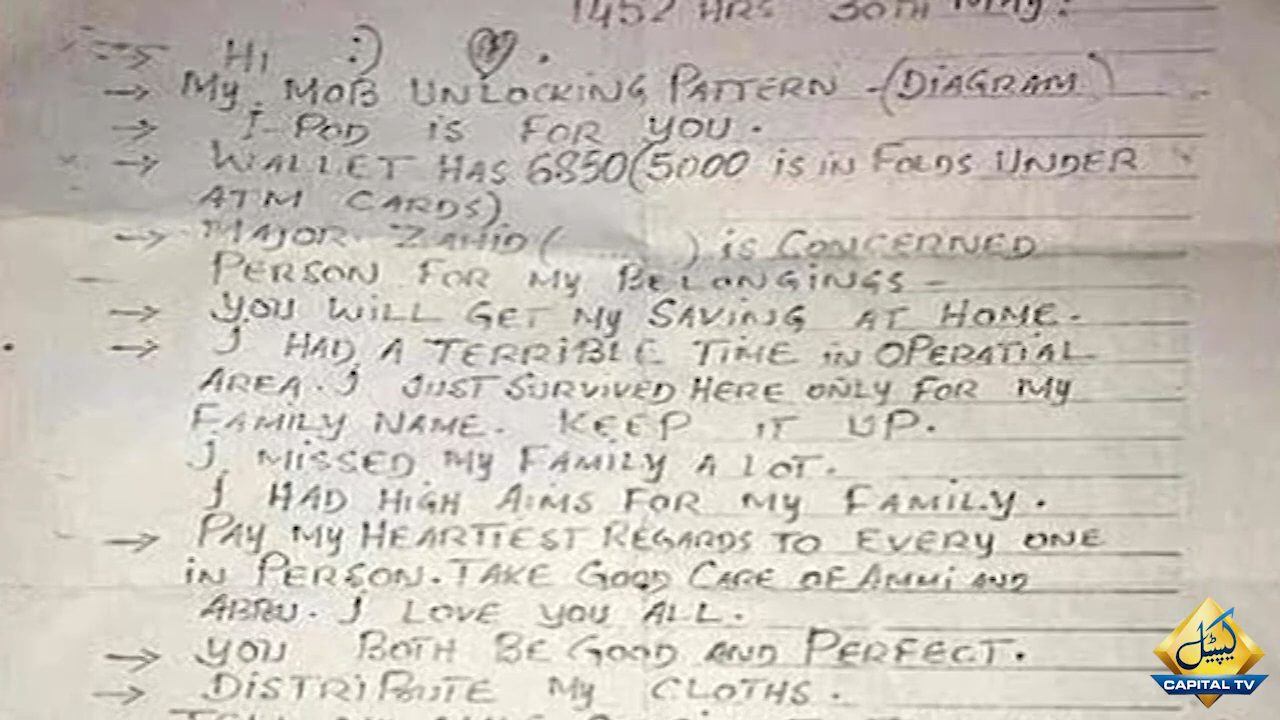 1452 HRS 30TH MAY:
→ HI :)
→ MY MOB UNLOCKING PATTERN - (DIAGRAM)
→ I-POD IS FOR YOU.
→ WALLET HAS 6850 (5000 IS IN FOLDS UNDER
ATM CARDS)
→ MAJOR ZAHID ( ) IS CONCERNED
PERSON FOR MY BELONGINGS -
→ YOU WILL GET MY SAVING AT HOME.
→ I HAD A TERRIBLE TIME IN OPERATIAL
AREA. I JUST SURVIVED HERE ONLY FOR MY
FAMILY NAME. KEEP IT UP.
I MISSED MY FAMILY A LOT.
I HAD HIGH AIMS FOR MY FAMILY.
→ PAY MY HEARTIEST REGARDS TO EVERY ONE
IN PERSON. TAKE GOOD CARE OF AMMI AND
ABBU. I LOVE YOU ALL.
→ YOU BOTH BE GOOD AND PERFECT.
→ DISTRIBUTE MY CLOTHS.
کیپیٹل
CAPITAL TV